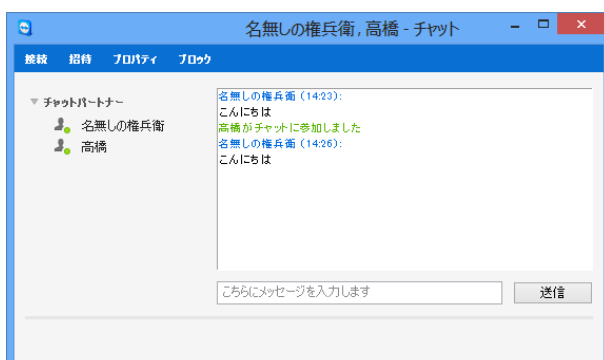 名無しの権兵衛, 高橋 - チャット
接続 招待 プロパティ ブロック
チャットパートナー
名無しの権兵衛
高橋
名無しの権兵衛 (14:23):
こんにちは
高橋がチャットに参加しました
名無しの権兵衛 (14:26):
こんにちは
こちらにメッセージを入力します
送信